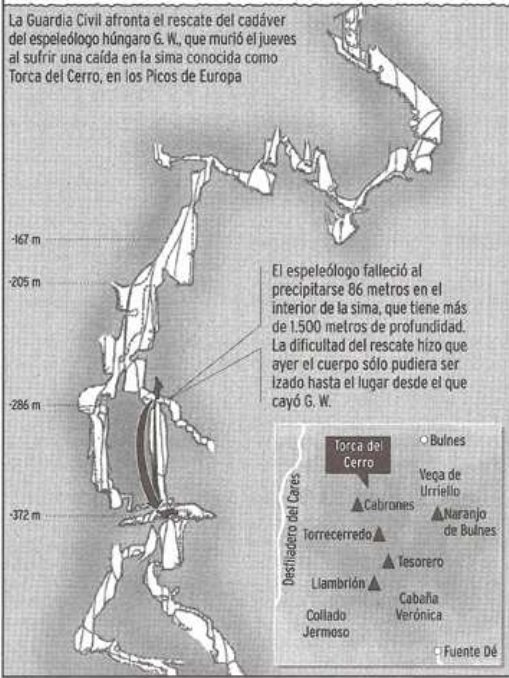 La Guardia Civil afronta el rescate del cadáver
del espeleólogo húngaro G. W., que murió el jueves
al sufrir una caída en la sima conocida como
Torca del Cerro, en los Picos de Europa
-167 m
-205 m
El espeleólogo falleció al
precipitarse 86 metros en el
interior de la sima, que tiene más
de 1.500 metros de profundidad.
La dificultad del rescate hizo que
ayer el cuerpo sólo pudiera ser
izado hasta el lugar desde el que
cayó G. W.
-286 m
-372 m
Torca del
Cerro
Bulnes
Vega de
Urriello
Desfiladero del Cares
Cabrones
Naranjo
de Bulnes
Torrecerredo
Tesorero
Llambrión
Cabaña
Verónica
Collado
Jermoso
Fuente Dé